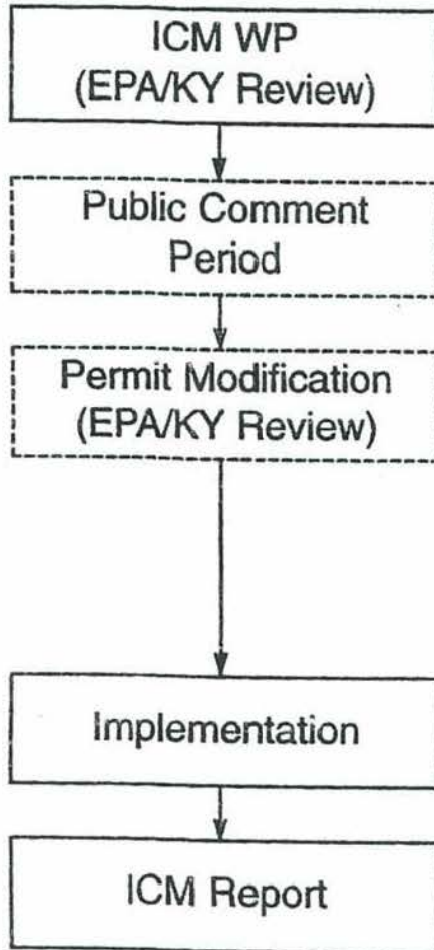 ICM WP
(EPA/KY Review)
Public Comment
Period
Permit Modification
(EPA/KY Review)
Implementation
ICM Report